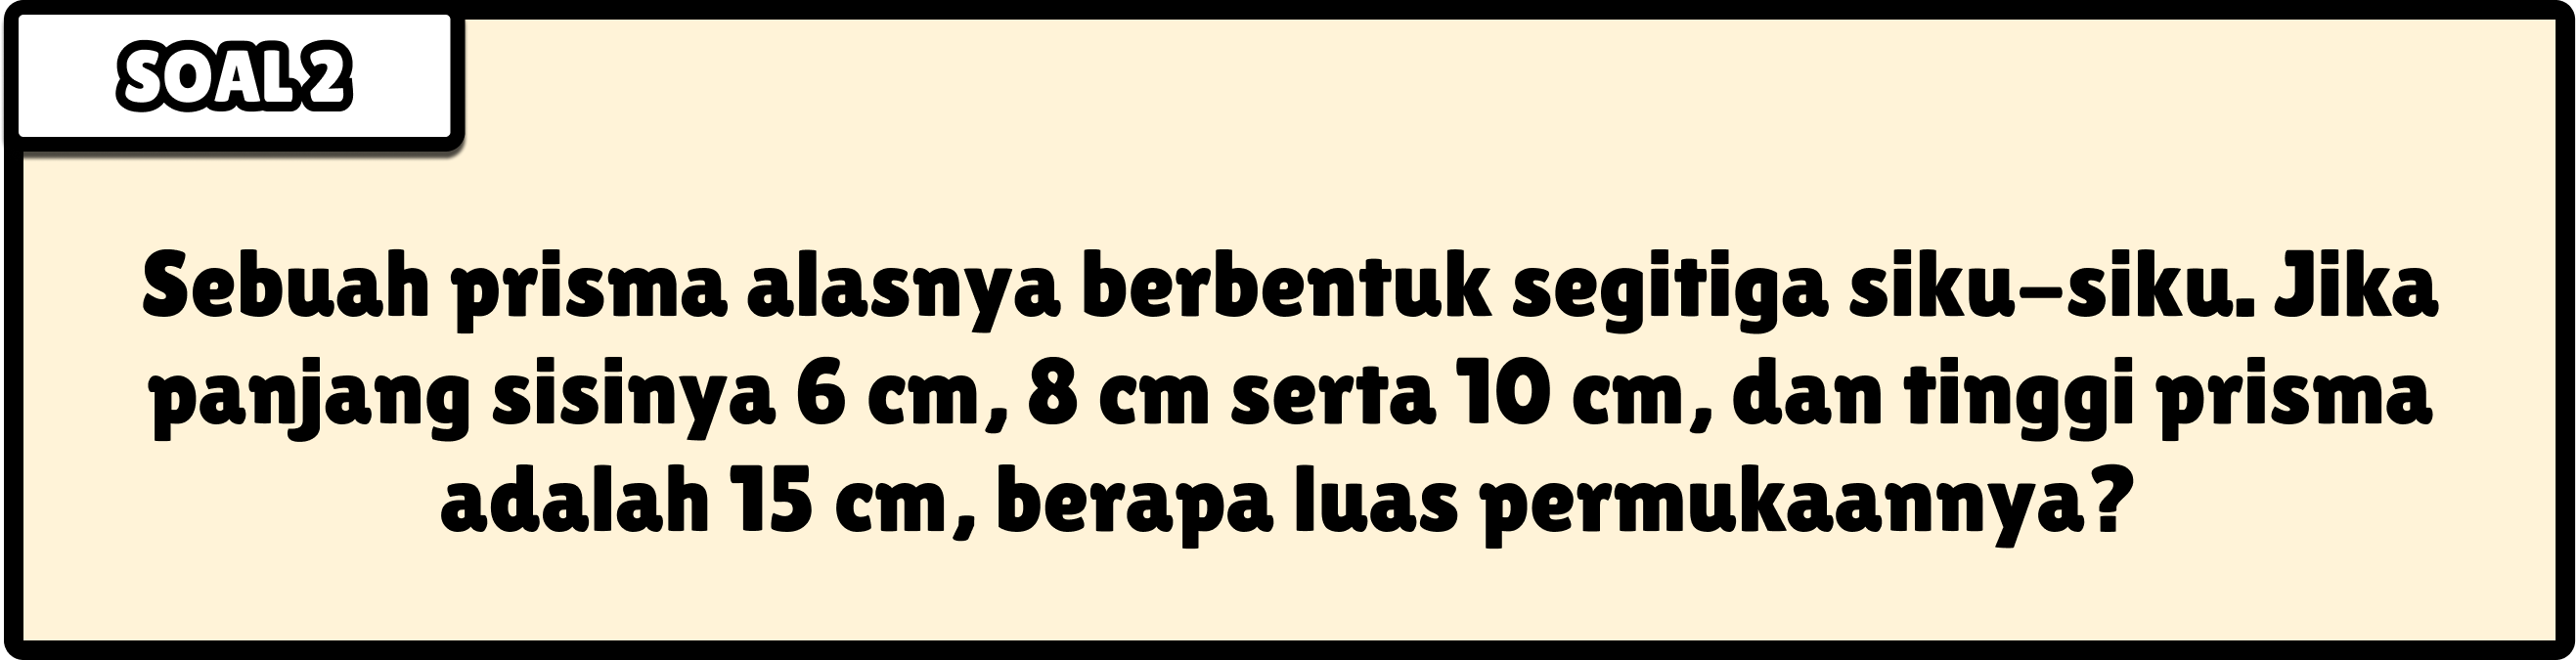 SOAL 2
Sebuah prisma alasnya berbentuk segitiga siku-siku. Jika
panjang sisinya 6 cm, 8 cm serta 10 cm, dan tinggi prisma
adalah 15 cm, berapa luas permukaannya?